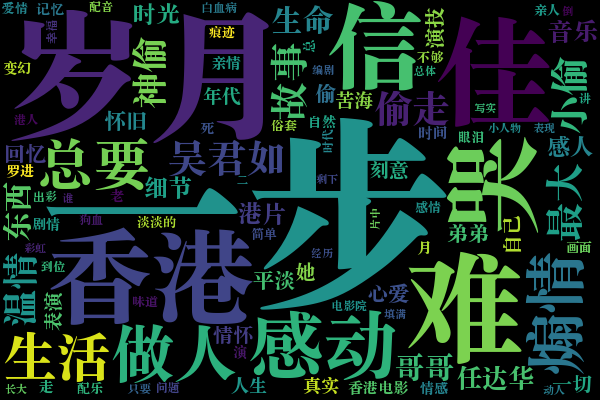 爱情
记忆
配音
白血病
亲人
倒
幸福
时光
生命
演技
音乐
痕迹
总
岁月
信
佳
神偷
故事
不够
变幻
亲情
编剧
总体
小偷
讲
年代
偷
苦海
偷走
写实
港人
怀旧
死
俗套
自然
时代
时间
小人物
表现
眼泪
感人
回忆
总要
吴君如
一步
哭
罗进
剩下
刻意
最大
东西
出彩
谁
老
细节
二
港片
片中
感情
自己
剧情
狗血
淡淡的
简单
弟弟
彩虹
香港
经历
月
画面
温情
到位
平淡
她
难
煽情
表演
味道
心爱
电影院
填满
情怀
生活
做人
演
感动
哥哥
任达华
一切
长大
走
配乐
只要
问题
人生
真实
香港电影
情感
动人